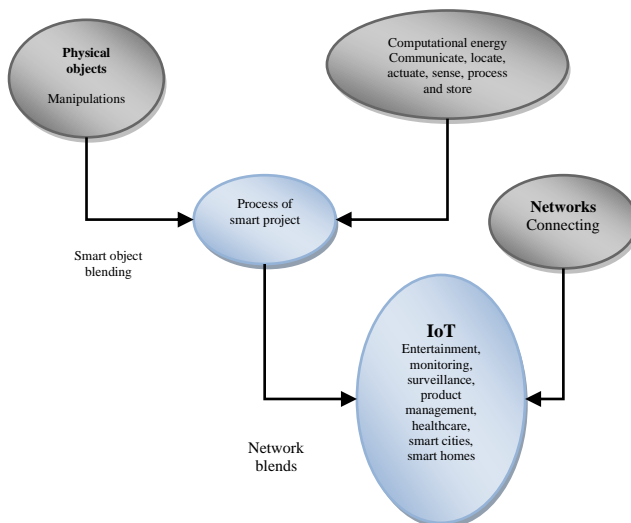 Physical
objects
Manipulations
Computational energy
Communicate, locate,
actuate, sense, process
and store
Process of
smart project
Networks
Connecting
Smart object
blending
IoT
Entertainment,
monitoring,
surveillance,
product
management,
healthcare,
smart cities,
smart homes
Network
blends